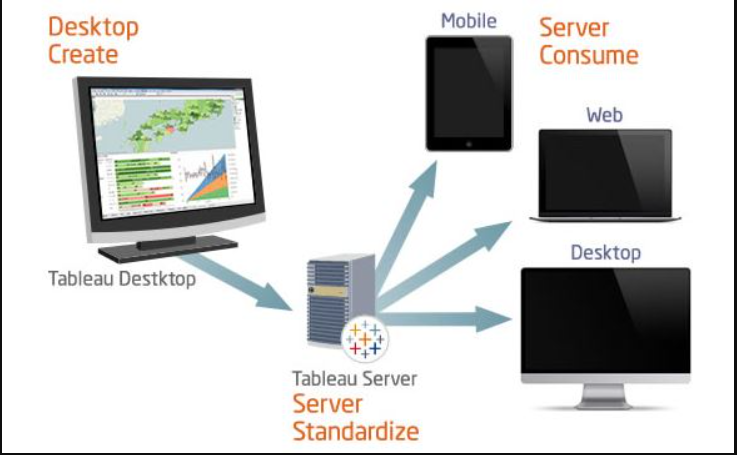 Desktop
Create
Mobile
Server
Consume
Web
Desktop
Tableau Destktop
Tableau Server
Server
Standardize